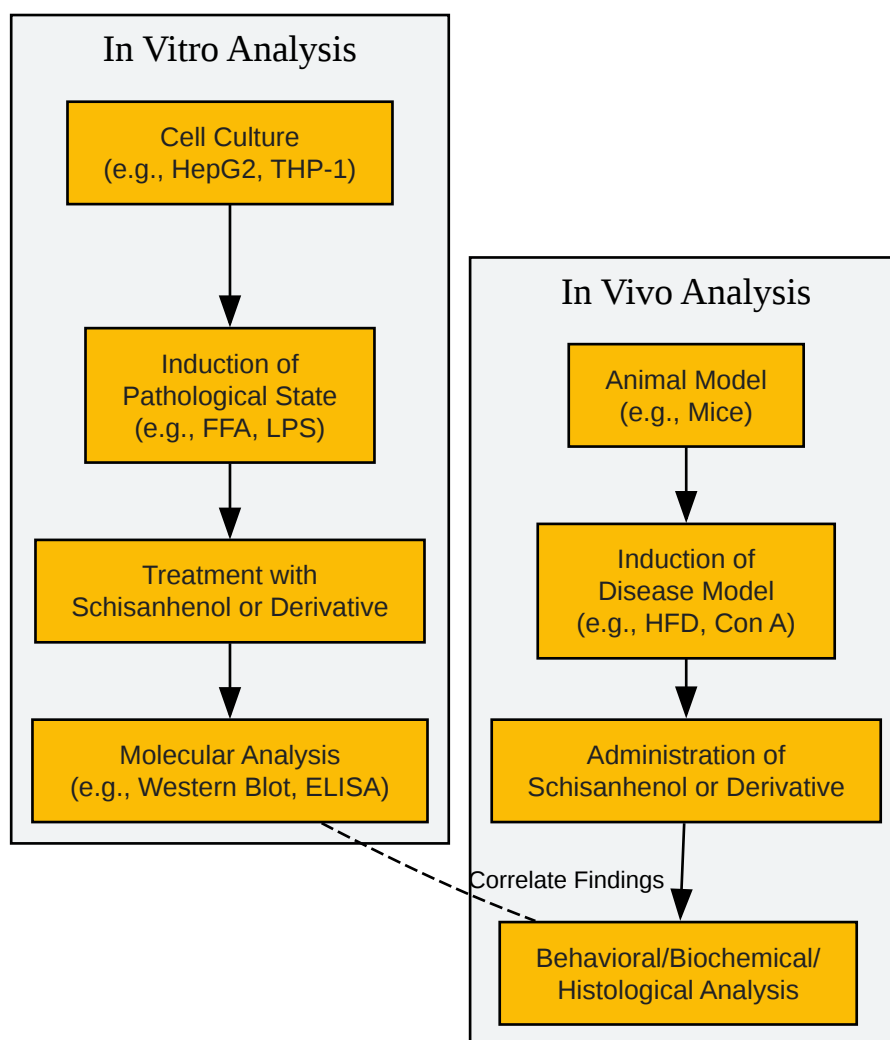 In Vitro Analysis
Cell Culture
(e.g., HepG2, THP-1)
Induction of
Pathological State
(e.g., FFA, LPS)
Treatment with
Schisanhenol or Derivative
Molecular Analysis
(e.g., Western Blot, ELISA)
In Vivo Analysis
Animal Model
(e.g., Mice)
Induction of
Disease Model
(e.g., HFD, Con A)
Administration of
Schisanhenol or Derivative
Correlate Findings
Behavioral/Biochemical/
Histological Analysis